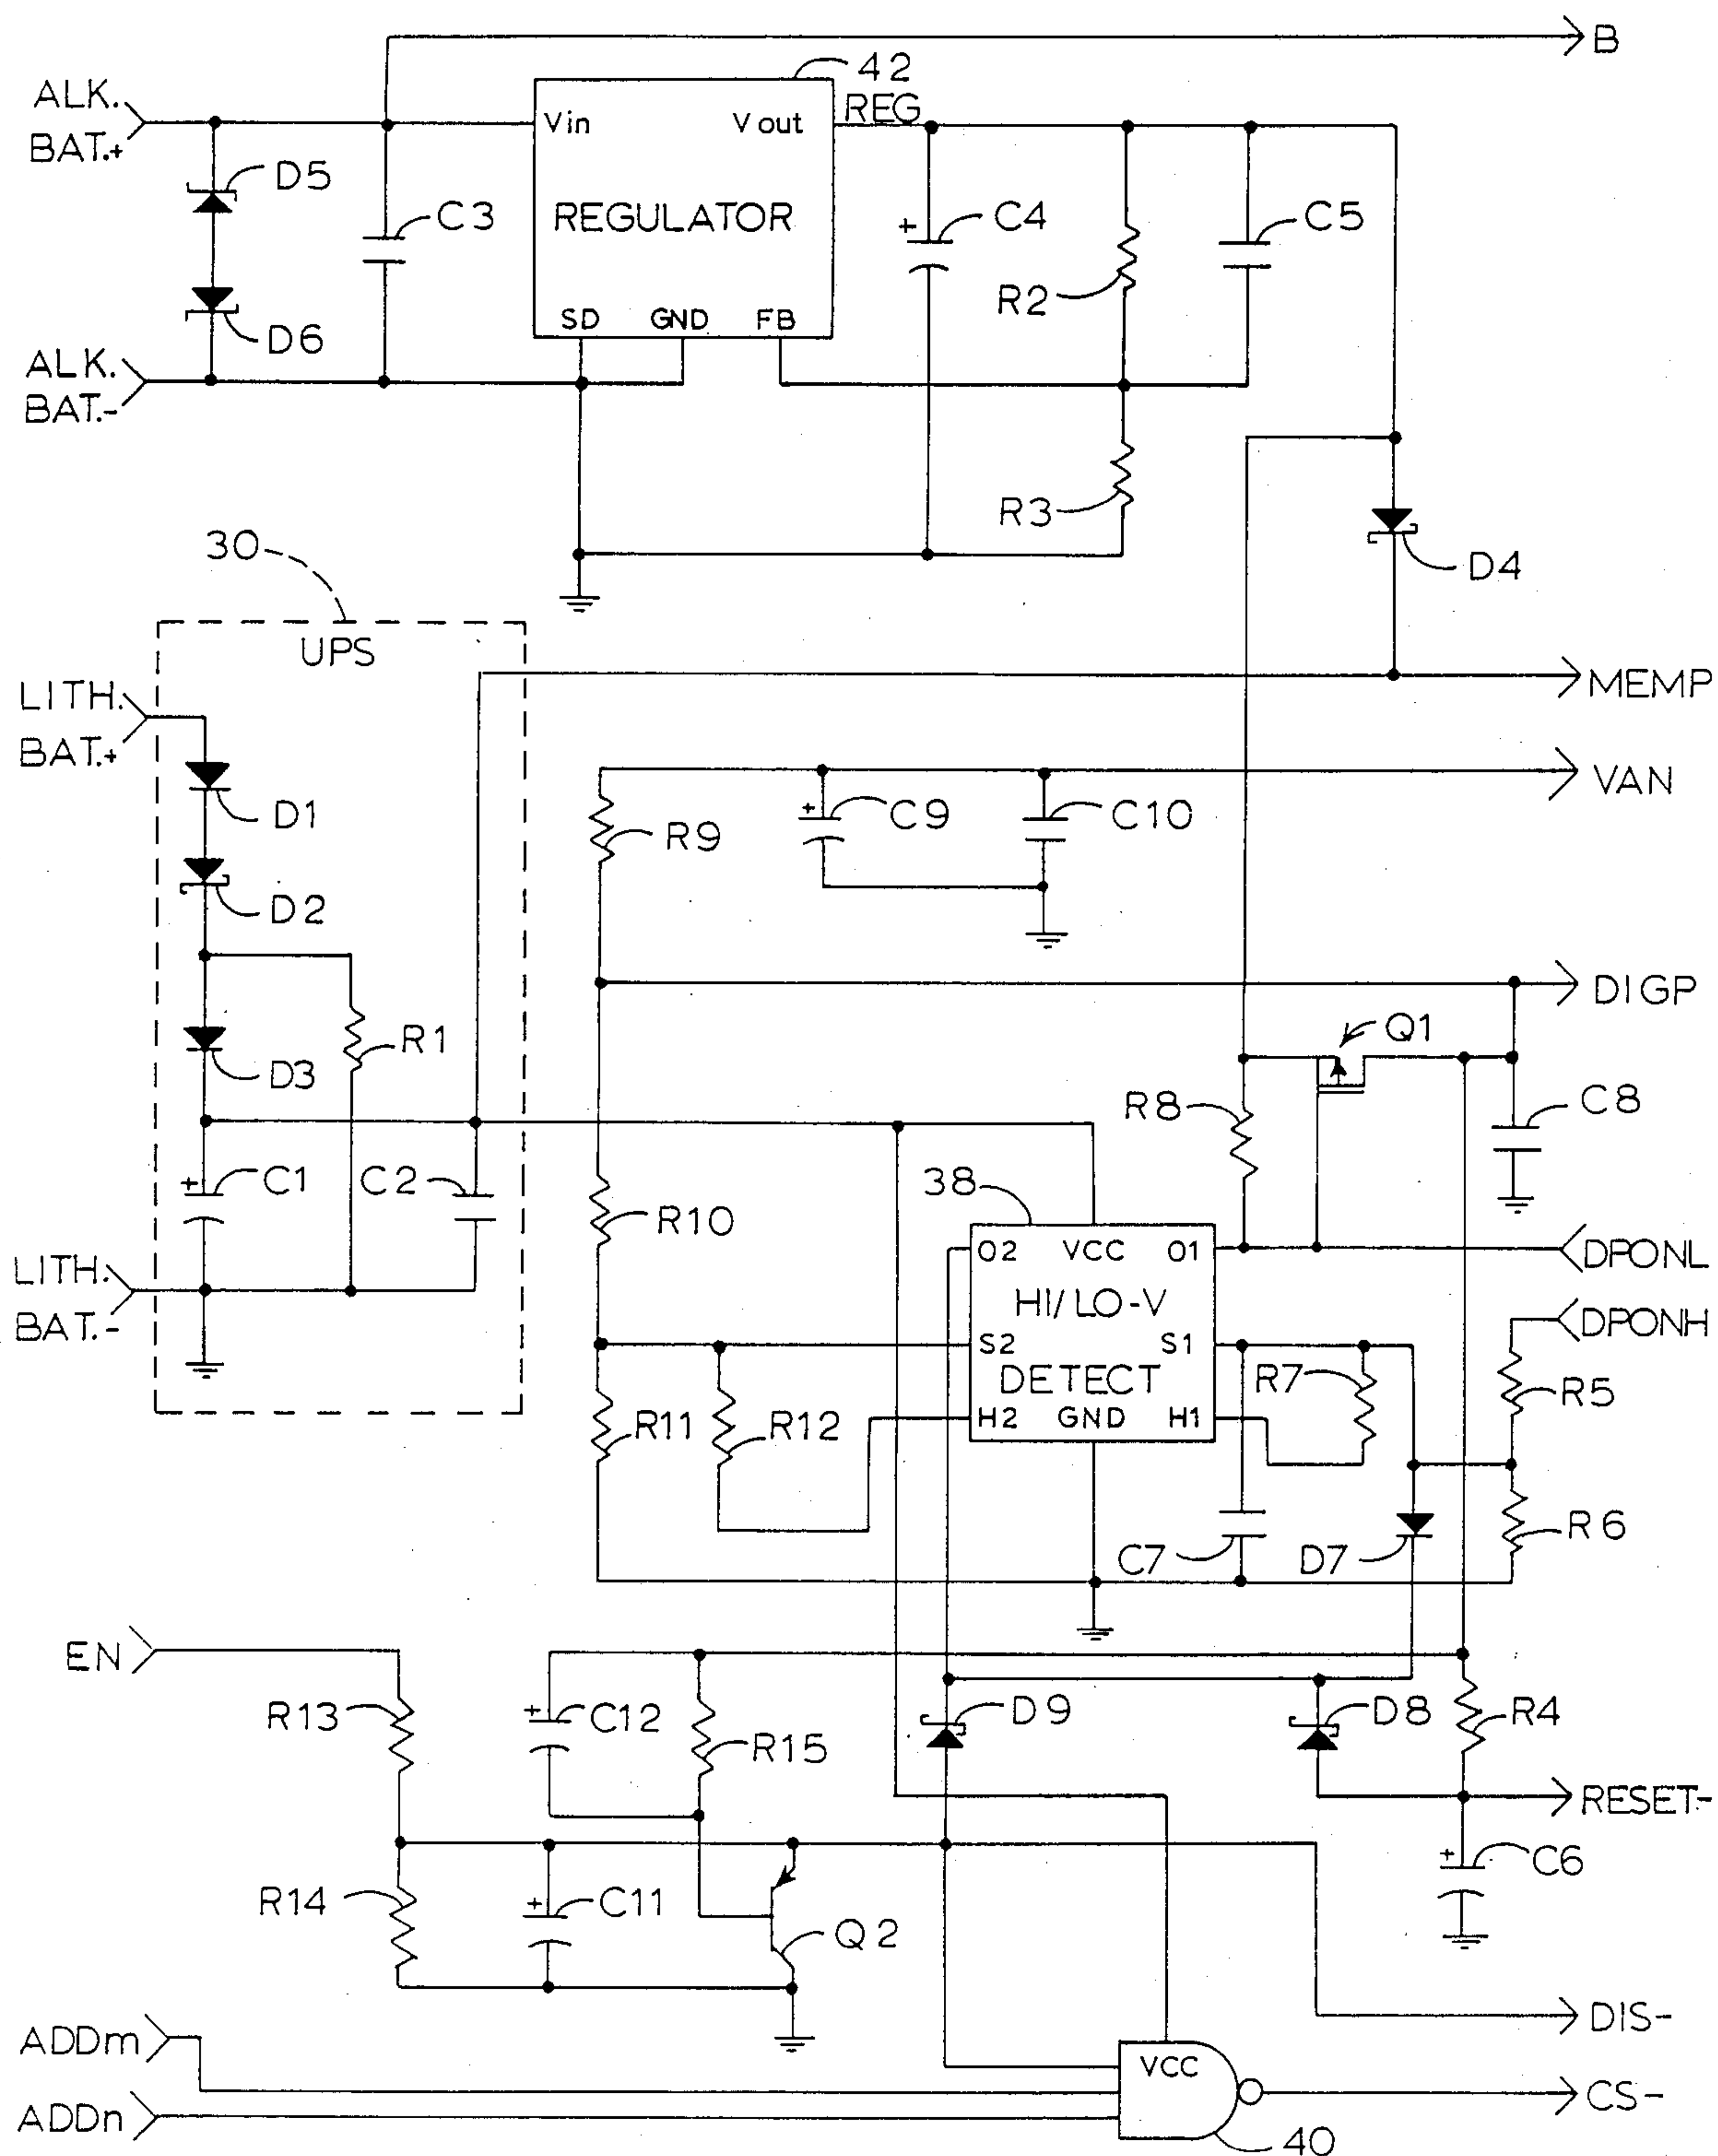 B
42
ALK.
BAT.+
REG
Vin
Vout
D5
C3
REGULATOR
C4
C5
R2
SD
GND
FB
D6
ALK.
BAT.-
R3
30
D4
UPS
LITH.
BAT.+
MEMP
VAN
D1
R9
C9
C10
D2
DIGP
Q1
D3
R1
R8
C8
C1
C2
38
R10
O2
VCC
O1
DPONL
LITH.
BAT.-
HI/LO-V
DPONH
S2
S1
DETECT
R7
R5
R11
R12
H2
GND
H1
C7
D7
R6
EN
R13
C12
R15
D9
D8
R4
RESET-
R14
C11
Q2
C6
DIS-
ADDm
VCC
CS-
ADDn
40